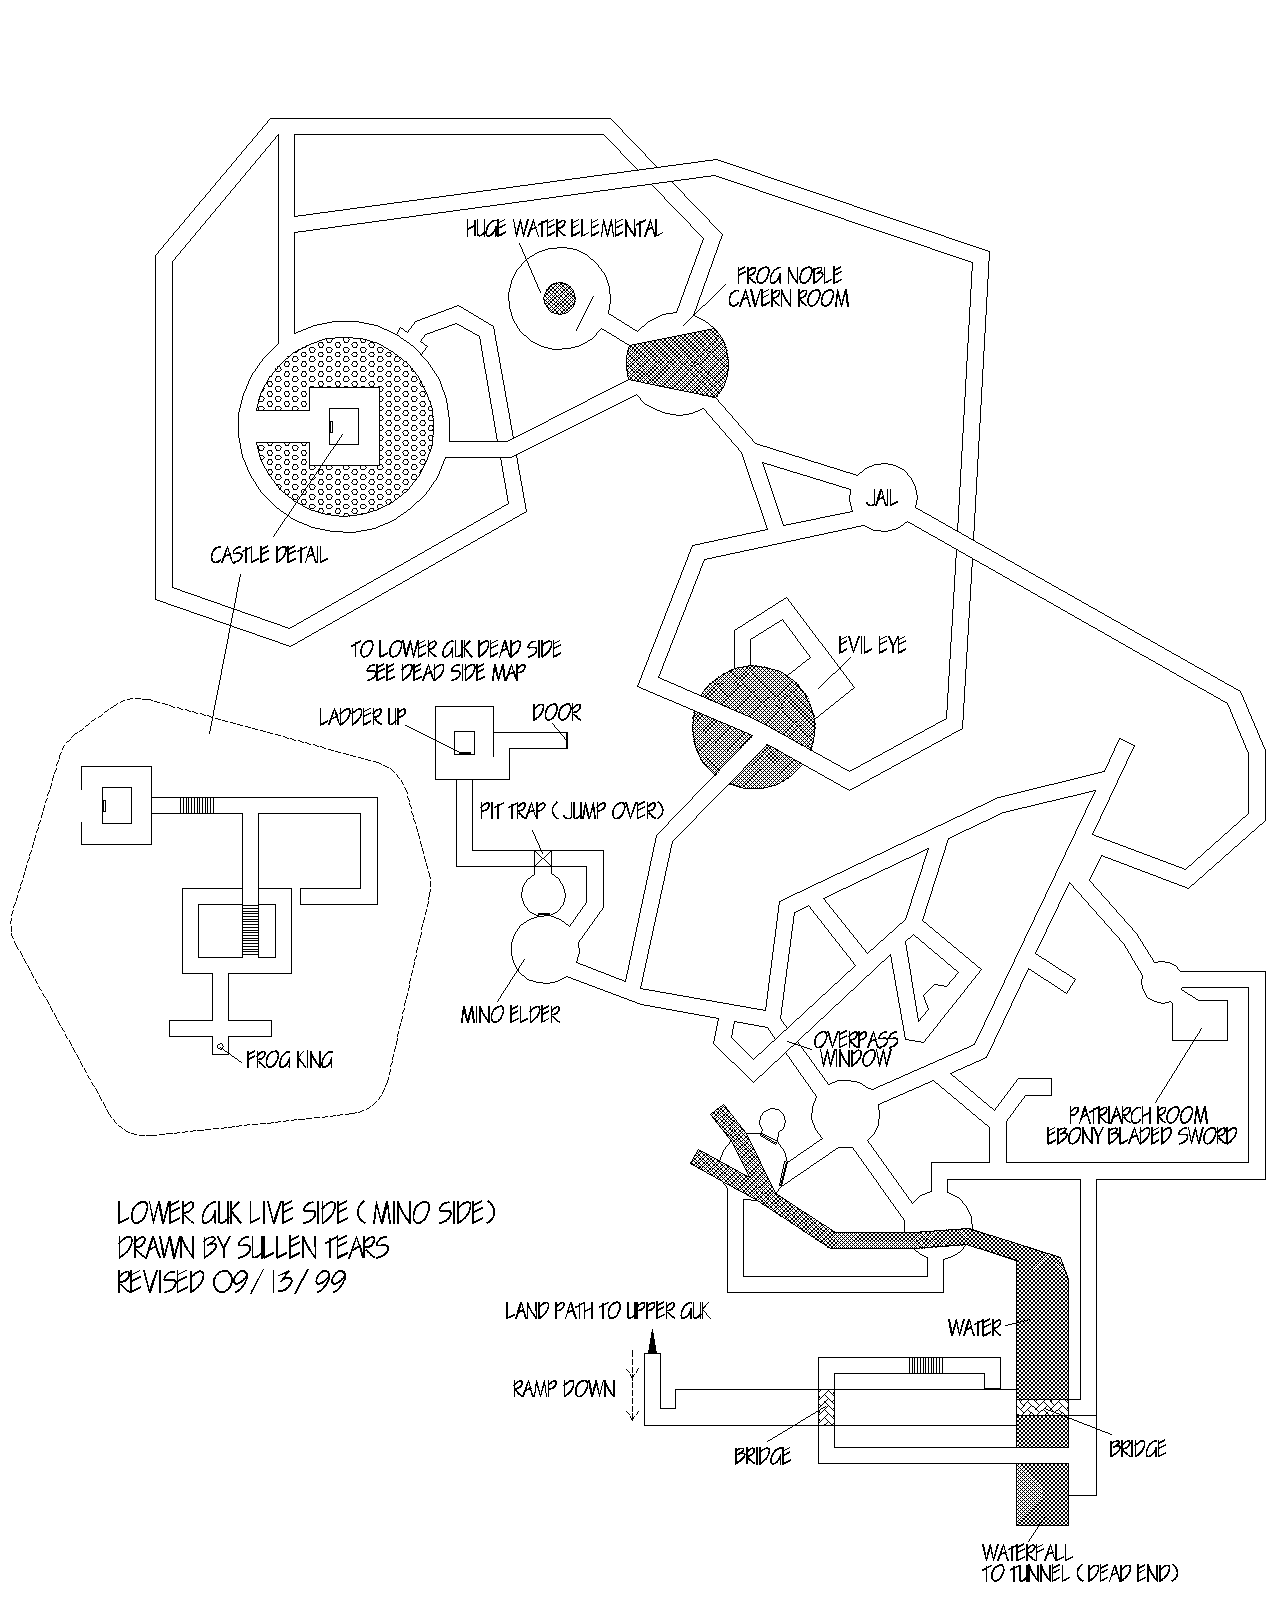 HUGE WATER ELEMENTAL
FROG NOBLE
CAVERN ROOM
JAIL
CASTLE DETAIL
EVIL EYE
TO LOWER GUK DEAD SIDE
SEE DEAD SIDE MAP
LADDER UP
DOOR
PIT TRAP ( JUMP OVER)
MINO ELDER
OVERPASS
WINDOW
FROG KING
PATRIARCH ROOM
EBONY BLADED SWORD
LOWER GUK LIVE SIDE ( MINO SIDE)
DRAWN BY SULLEN TEARS
REVISED 09/13/99
LAND PATH TO UPPER GUK
WATER
RAMP DOWN
BRIDGE
BRIDGE
WATERFALL
TO TUNNEL ( DEAD END)